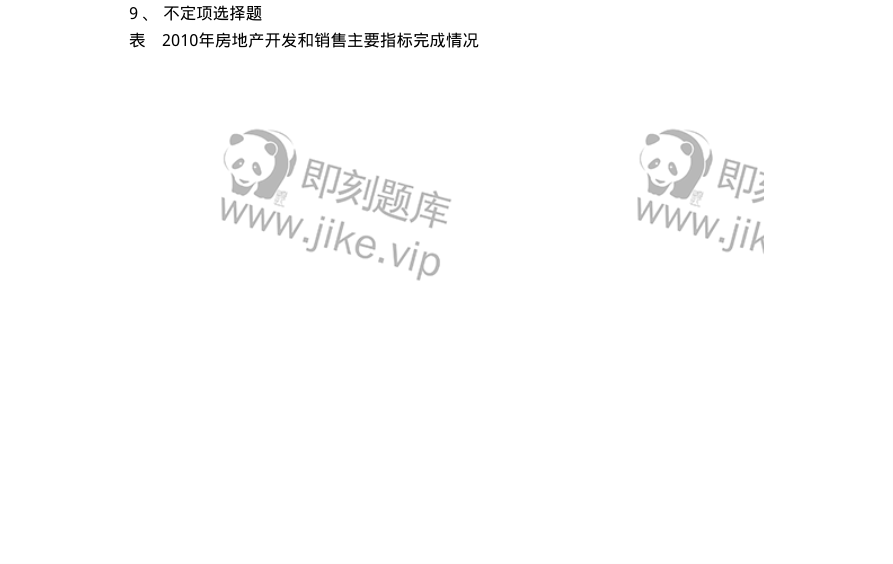 9 、 不定项选择题
表 2010年房地产开发和销售主要指标完成情况
即刻题库
www.jike.vip
即刻
www.jik